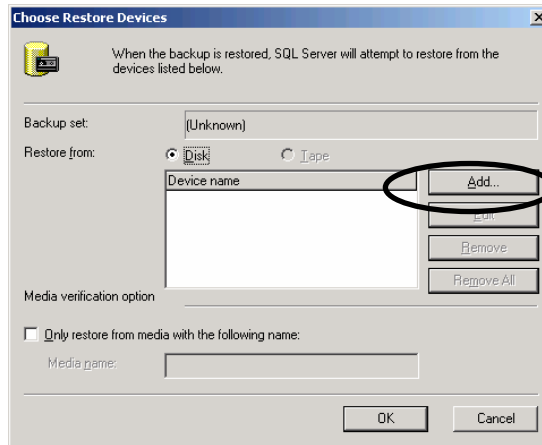 Choose Restore Devices
When the backup is restored, SQL Server will attempt to restore from the
devices listed below.
Backup set:
(Unknown)
Restore from:
Disk
Tape
Device name
Add...
Edit
Remove
Remove All
Media verification option
Only restore from media with the following name:
Media name:
OK
Cancel